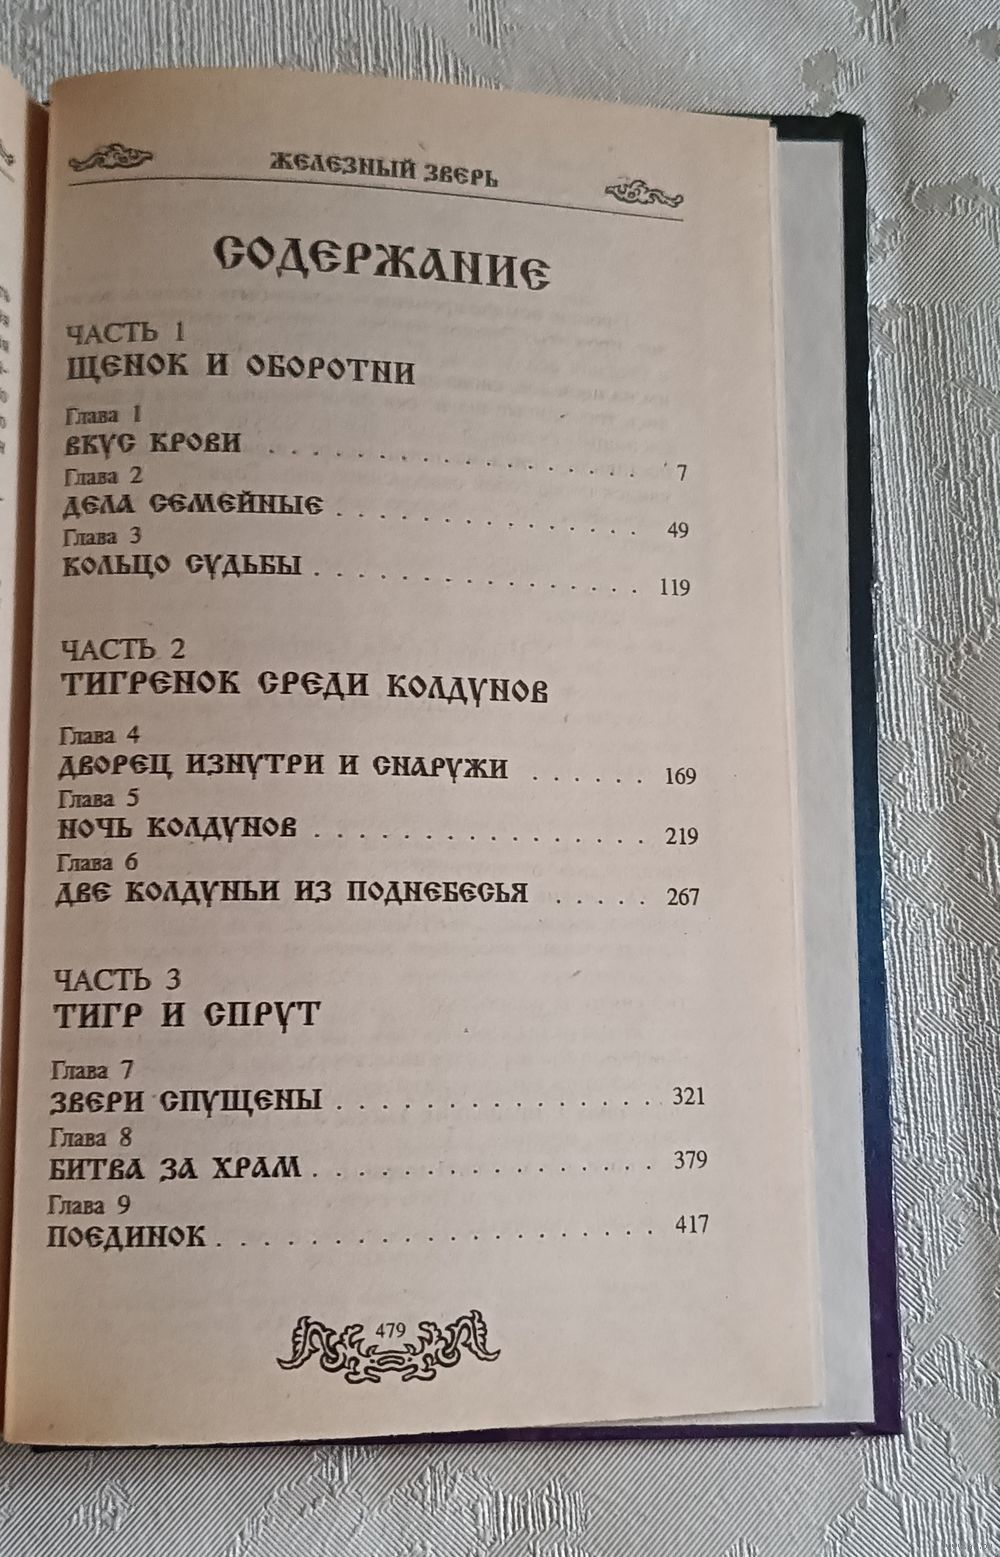 ЖЕЛЕЗНЫЙ ЗВЕРЬ
СОДЕРЖАНИЕ
ЧАСТЬ 1
ЩЕНОК И ОБОРОТНИ
Глава 1
ВКУС КРОВИ . . . . . . . . . . . . . . . . . 7
Глава 2
ДЕЛА СЕМЕЙНЫЕ . . . . . . . . . . . . . . 49
Глава 3
КОЛЬЦО СУДЬБЫ . . . . . . . . . . . . . . 119
ЧАСТЬ 2
ТИГРЕНОК СРЕДИ КОЛДУНОВ
Глава 4
ДВОРЕЦ ИЗНУТРИ И СНАРУЖИ . . . . . . 169
Глава 5
НОЧЬ КОЛДУНОВ . . . . . . . . . . . . . . . 219
Глава 6
ДВЕ КОЛДУНЬИ ИЗ ПОДНЕБЕСЬЯ . . . . . 267
ЧАСТЬ 3
ТИГР И СПРУТ
Глава 7
ЗВЕРИ СПУЩЕНЫ . . . . . . . . . . . . . . . 321
Глава 8
БИТВА ЗА ХРАМ . . . . . . . . . . . . . . . . 379
Глава 9
ПОЕДИНОК . . . . . . . . . . . . . . . . . . . 417
479